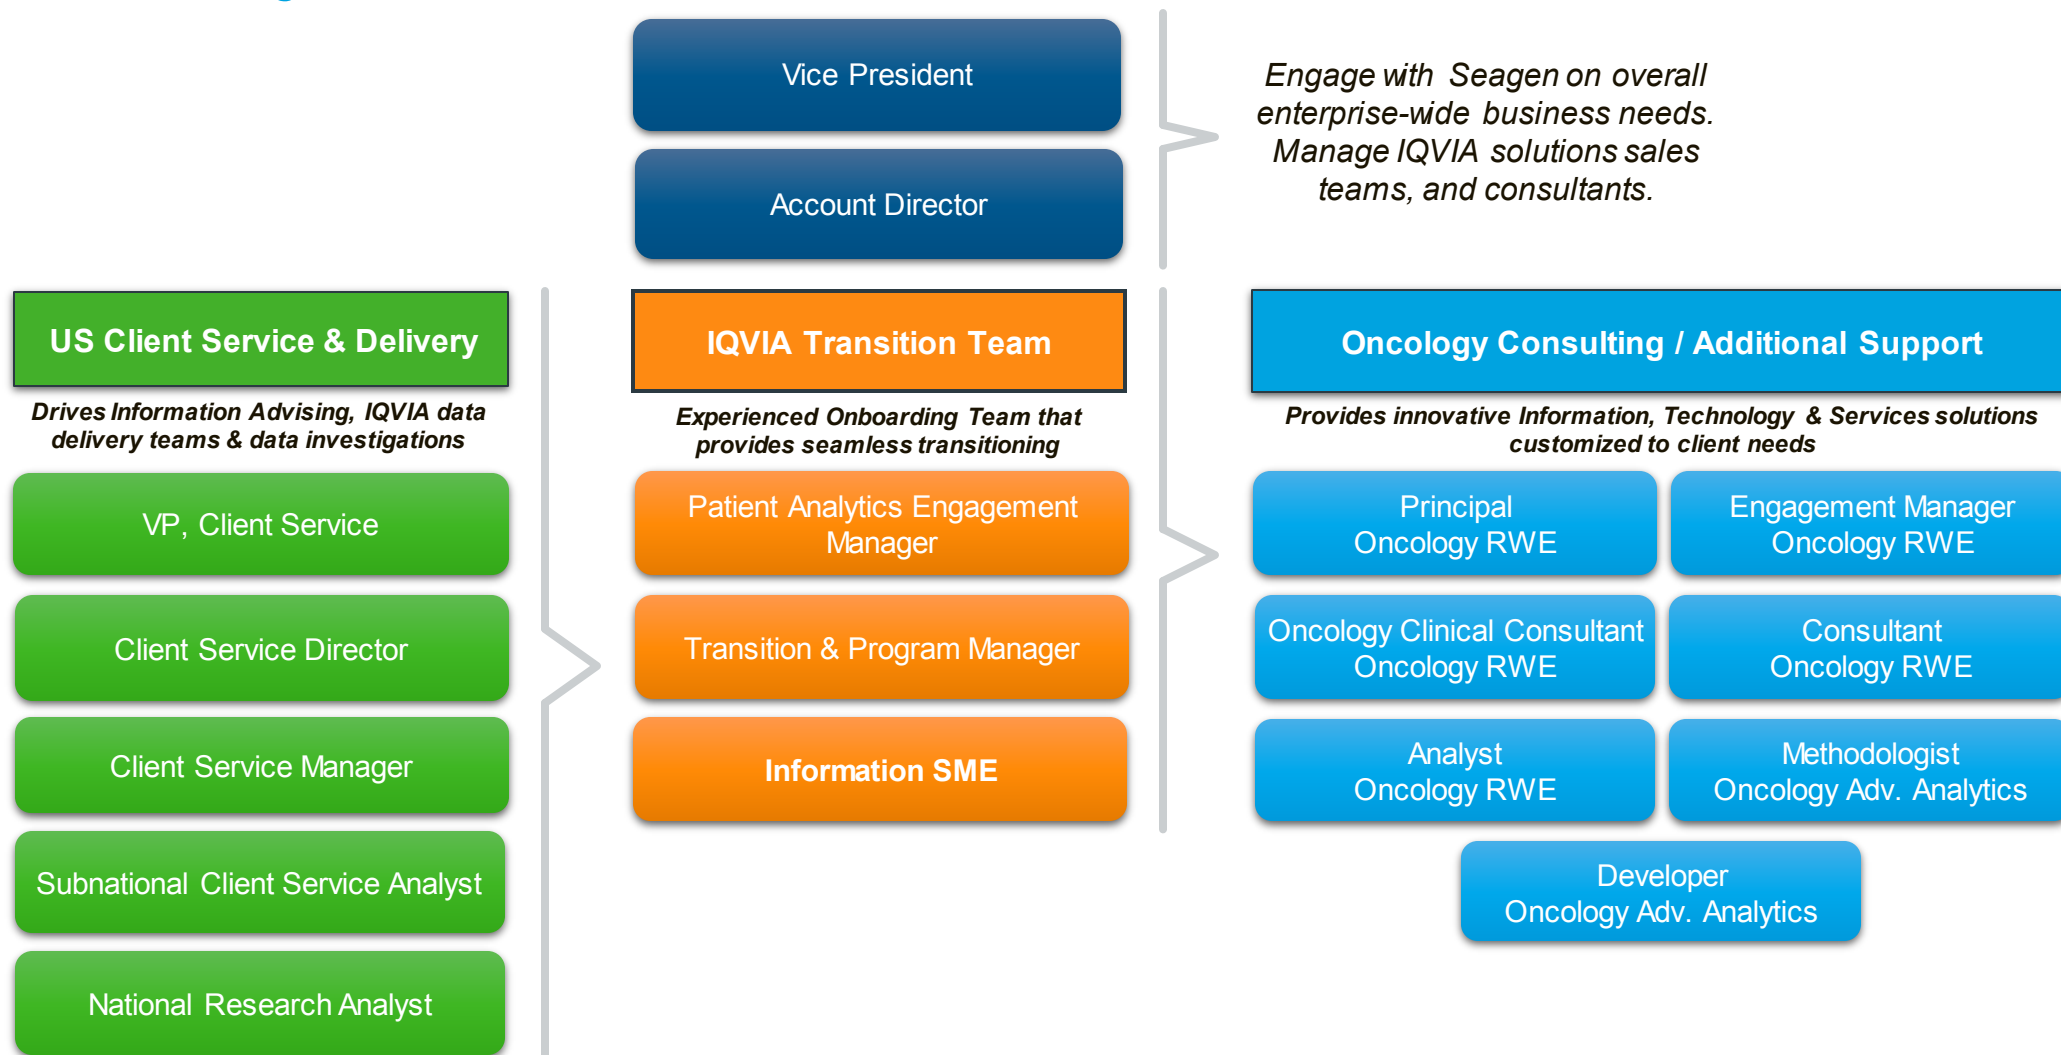 Vice President
Account Director
Engage with Seagen on overall
enterprise-wide business needs.
Manage IQVIA solutions sales
teams, and consultants.
US Client Service & Delivery
Drives Information Advising, IQVIA data
delivery teams & data investigations
VP, Client Service
Client Service Director
Client Service Manager
Subnational Client Service Analyst
National Research Analyst
IQVIA Transition Team
Experienced Onboarding Team that
provides seamless transitioning
Patient Analytics Engagement
Manager
Transition & Program Manager
Information SME
Oncology Consulting / Additional Support
Provides innovative Information, Technology & Services solutions
customized to client needs
Principal
Oncology RWE
Engagement Manager
Oncology RWE
Oncology Clinical Consultant
Oncology RWE
Consultant
Oncology RWE
Analyst
Oncology RWE
Methodologist
Oncology Adv. Analytics
Developer
Oncology Adv. Analytics